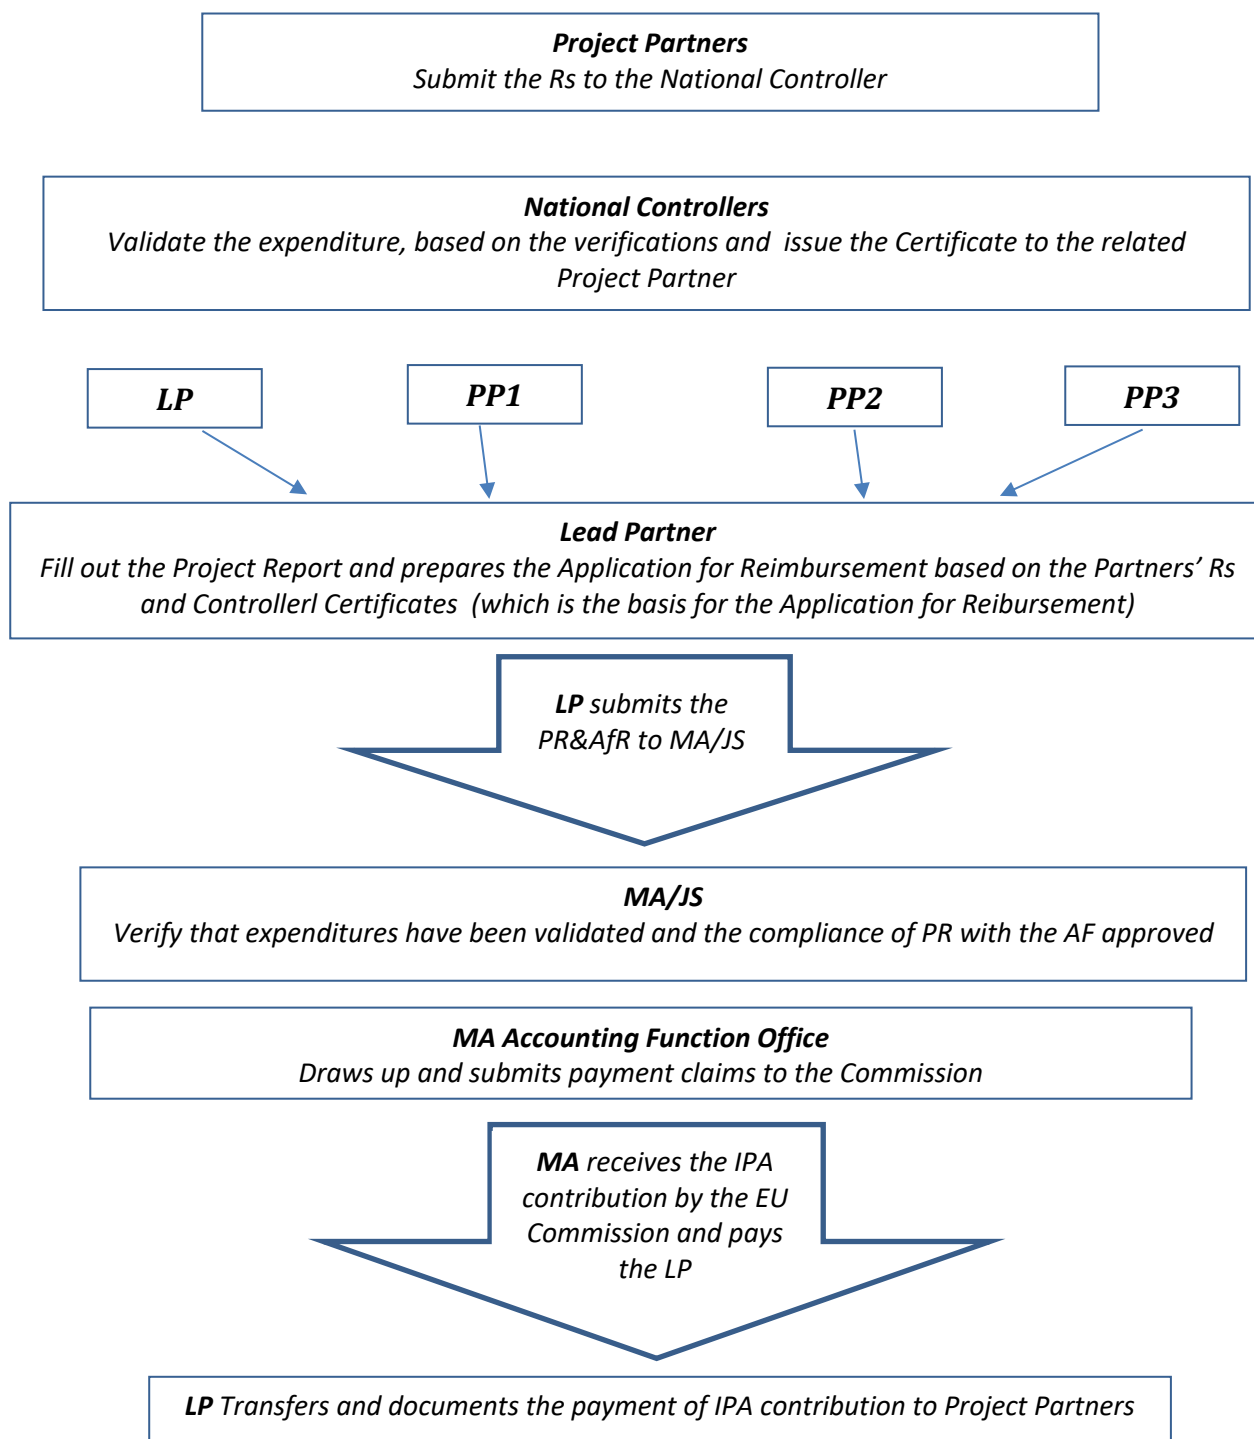 Project Partners
Submit the Rs to the National Controller
National Controllers
Validate the expenditure, based on the verifications and  issue the Certificate to the related
Project Partner
LP
PP1
PP2
PP3
Lead Partner
Fill out the Project Report and prepares the Application for Reimbursement based on the Partners’ Rs
and Controllerl Certificates  (which is the basis for the Application for Reibursement)
LP submits the
PR&AfR to MA/JS
MA/JS
Verify that expenditures have been validated and the compliance of PR with the AF approved
MA Accounting Function Office
Draws up and submits payment claims to the Commission
MA receives the IPA
contribution by the EU
Commission and pays
the LP
LP Transfers and documents the payment of IPA contribution to Project Partners